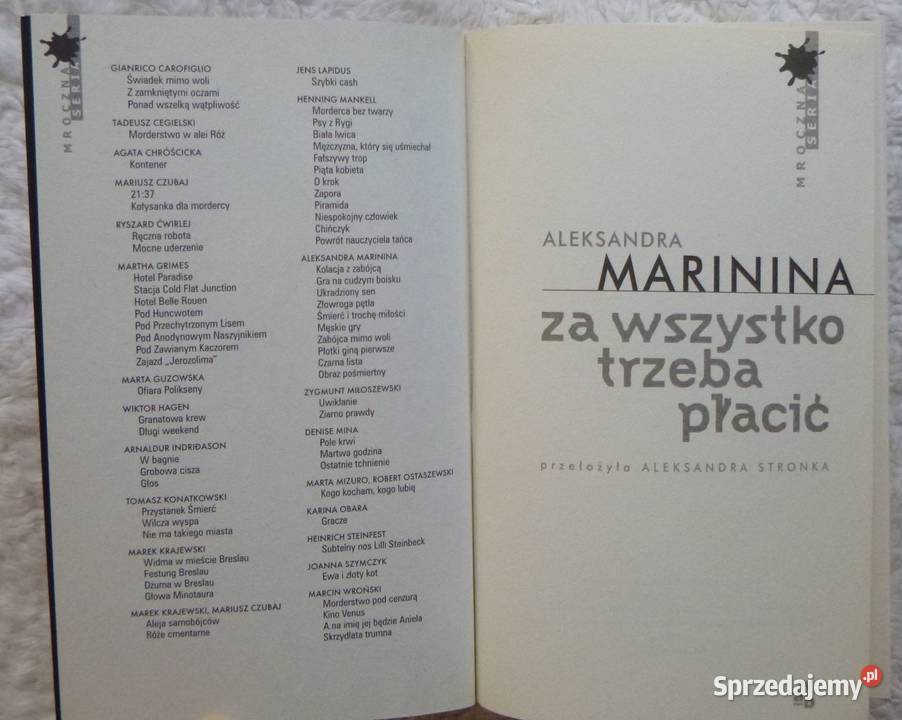 MROCZNA
SERIA
GIANRICO CAROFIGLIO
Świadek mimo woli
Z zamkniętymi oczami
Ponad wszelką wątpliwość
TADEUSZ CEGIELSKI
Morderstwo w alei Róż
AGATA CHRÓŚCICKA
Kontener
MARIUSZ CZUBAJ
21:37
Kołysanka dla mordercy
RYSZARD ĆWIRLEJ
Ręczna robota
Mocne uderzenie
MARTHA GRIMES
Hotel Paradise
Stacja Cold Flat Junction
Hotel Belle Rouen
Pod Huncwotem
Pod Przechytrzonym Lisem
Pod Anodynowym Naszyjnikiem
Pod Zawianym Kaczorem
Zajazd „Jerozolima"
MARTA GUZOWSKA
Ofiara Polikseny
WIKTOR HAGEN
Granatowa krew
Długi weekend
ARNALDUR INDRIÐASON
W bagnie
Grobowa cisza
Głos
TOMASZ KONATKOWSKI
Przystanek Śmierć
Wilcza wyspa
Nie ma takiego miasta
MAREK KRAJEWSKI
Widma w mieście Breslau
Festung Breslau
Dżuma w Breslau
Głowa Minotaura
MAREK KRAJEWSKI, MARIUSZ CZUBAJ
Aleja samobójców
Róże cmentarne
JENS LAPIDUS
Szybki cash
HENNING MANKELL
Morderca bez twarzy
Psy z Rygi
Biała lwica
Mężczyzna, który się uśmiechał
Fałszywy trop
Piąta kobieta
O krok
Zapora
Piramida
Niespokojny człowiek
Chińczyk
Powrót nauczyciela tańca
ALEKSANDRA MARININA
Kolacja z zabójcą
Gra na cudzym boisku
Ukradziony sen
Złowroga pętla
Śmierć i trochę miłości
Męskie gry
Zabójca mimo woli
Płotki giną pierwsze
Czarna lista
Obraz pośmiertny
ZYGMUNT MIŁOSZEWSKI
Uwikłanie
Ziarno prawdy
DENISE MINA
Pole krwi
Martwa godzina
Ostatnie tchnienie
MARTA MIZURO, ROBERT OSTASZEWSKI
Kogo kocham, kogo lubię
KARINA OBARA
Gracze
HEINRICH STEINFEST
Subtelny nos Lilli Steinbeck
JOANNA SZYMCZYK
Ewa i złoty kot
MARCIN WROŃSKI
Morderstwo pod cenzurą
Kino Venus
A na imię jej będzie Aniela
Skrzydlata trumna
MROCZNA
SERIA
ALEKSANDRA
MARININA
za wszystko
trzeba
płacić
przełożyła ALEKSANDRA STRONKA
Sprzedajemy.pl